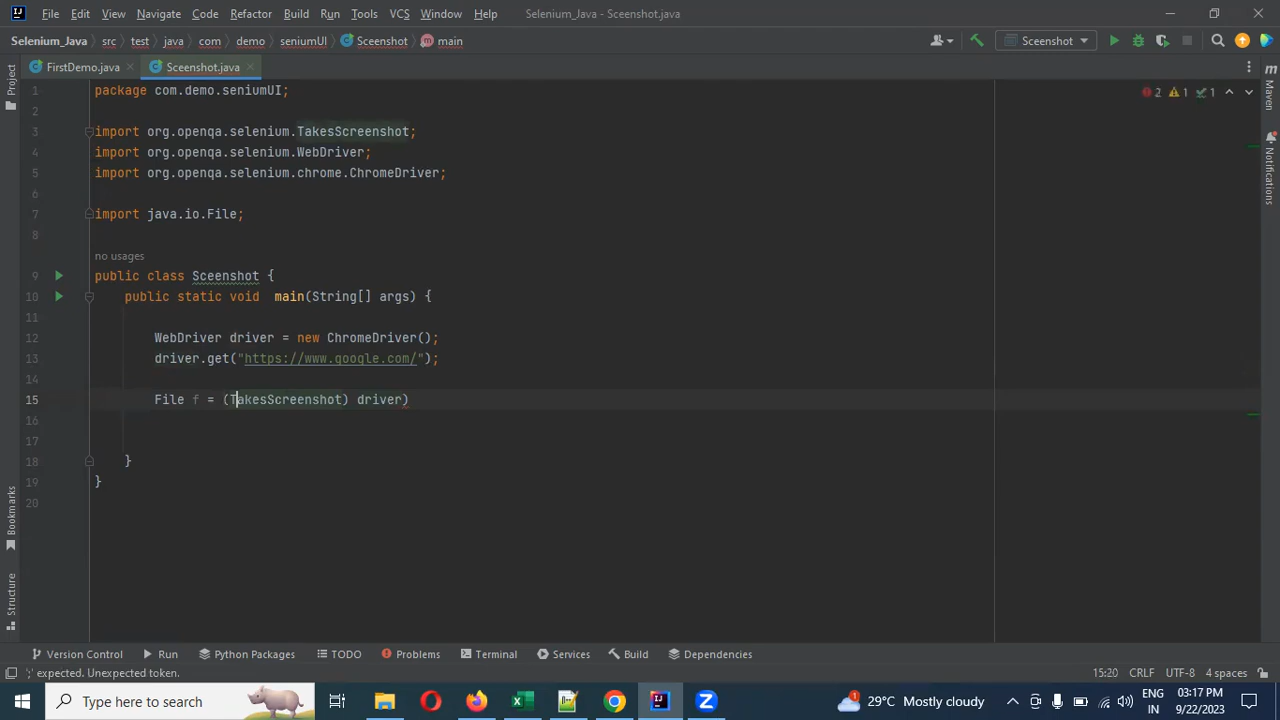 File Edit View Navigate Code Refactor Build Run Tools VCS Window Help Selenium_Java - Sceenshot.java
Selenium_Java src test java com demo seniumUI Sceenshot main Sceenshot
Project FirstDemo.java Sceenshot.java Maven
1 package com.demo.seniumUI; 2 1 1
2
3 import org.openqa.selenium.TakesScreenshot;
4 import org.openqa.selenium.WebDriver;
5 import org.openqa.selenium.chrome.ChromeDriver;
6
7 import java.io.File;
8
Notifications
no usages
9 public class Sceenshot {
10 public static void main(String[] args) {
11
12 WebDriver driver = new ChromeDriver();
13 driver.get("https://www.google.com/");
14
15 File f = (TakesScreenshot) driver)
16
17
18 }
19 }
20
Bookmarks
Structure
Version Control Run Python Packages TODO Problems Terminal Services Build Dependencies
';' expected. Unexpected token. 15:20 CRLF UTF-8 4 spaces
Type here to search 1 29°C Mostly cloudy ENG IN 03:17 PM 9/22/2023